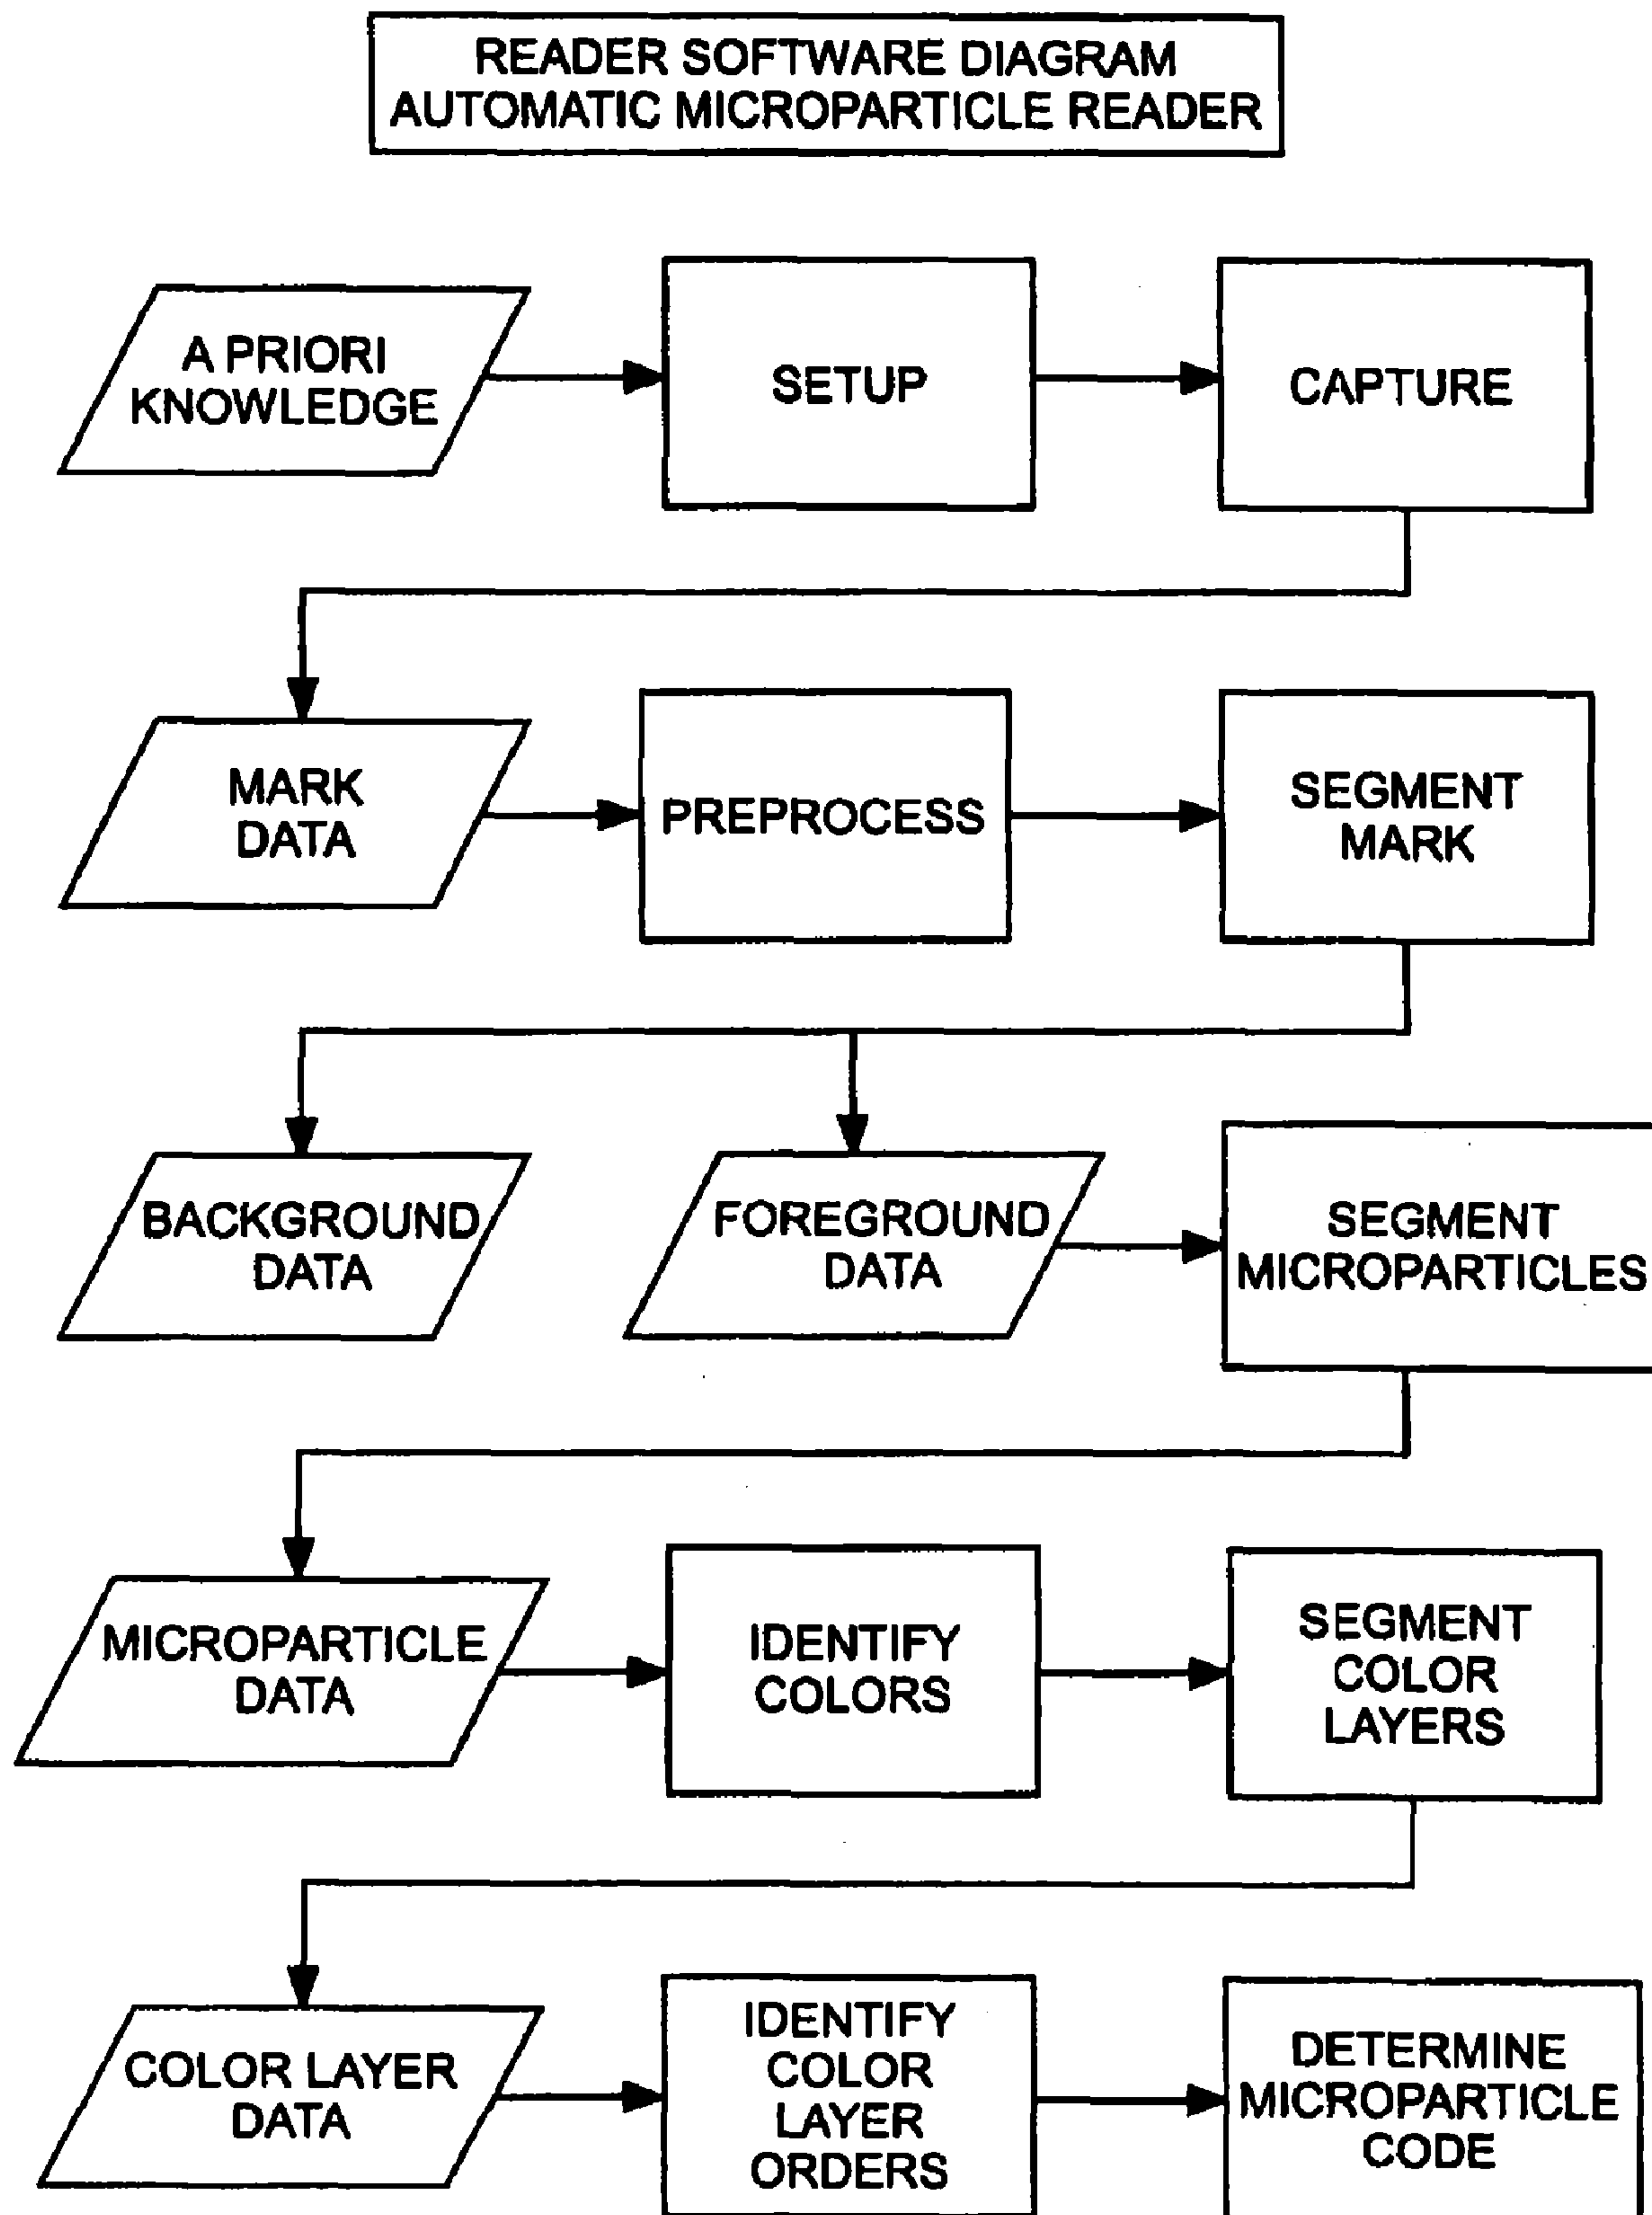 READER SOFTWARE DIAGRAM
AUTOMATIC MICROPARTICLE READER
A PRIORI
KNOWLEDGE
SETUP
CAPTURE
MARK
DATA
PREPROCESS
SEGMENT
MARK
BACKGROUND
DATA
FOREGROUND
DATA
SEGMENT
MICROPARTICLES
MICROPARTICLE
DATA
IDENTIFY
COLORS
SEGMENT
COLOR
LAYERS
COLOR LAYER
DATA
IDENTIFY
COLOR
LAYER
ORDERS
DETERMINE
MICROPARTICLE
CODE